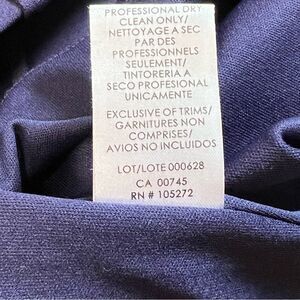 PROFESSIONAL DRY
CLEAN ONLY/
NETTOYAGE A SEC
PAR DES
PROFESSIONNELS
SEULEMENT/
TINTORERIA A
SECO PROFESIONAL
UNICAMENTE
EXCLUSIVE OF TRIMS/
GARNITURES NON
COMPRISES/
AVIOS NO INCLUIDOS
LOT/LOTE 000628
CA 00745
RN # 105272